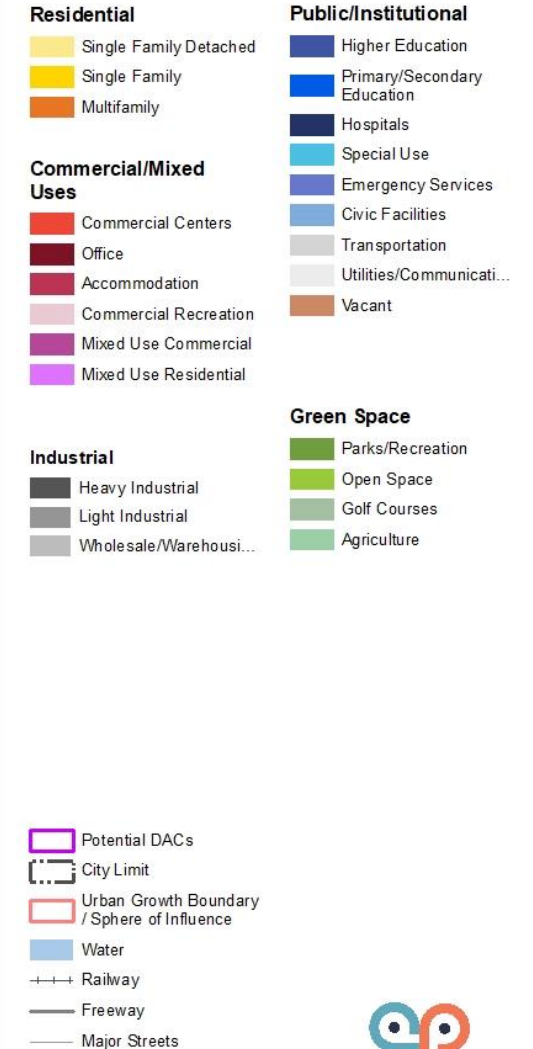 Residential
Single Family Detached
Single Family
Multifamily
Commercial/Mixed
Uses
Commercial Centers
Office
Accommodation
Commercial Recreation
Mixed Use Commercial
Mixed Use Residential
Industrial
Heavy Industrial
Light Industrial
Wholesale/Warehousi...
Public/Institutional
Higher Education
Primary/Secondary
Education
Hospitals
Special Use
Emergency Services
Civic Facilities
Transportation
Utilities/Communicati...
Vacant
Green Space
Parks/Recreation
Open Space
Golf Courses
Agriculture
Potential DACs
City Limit
Urban Growth Boundary
/ Sphere of Influence
Water
Railway
Freeway
Major Streets